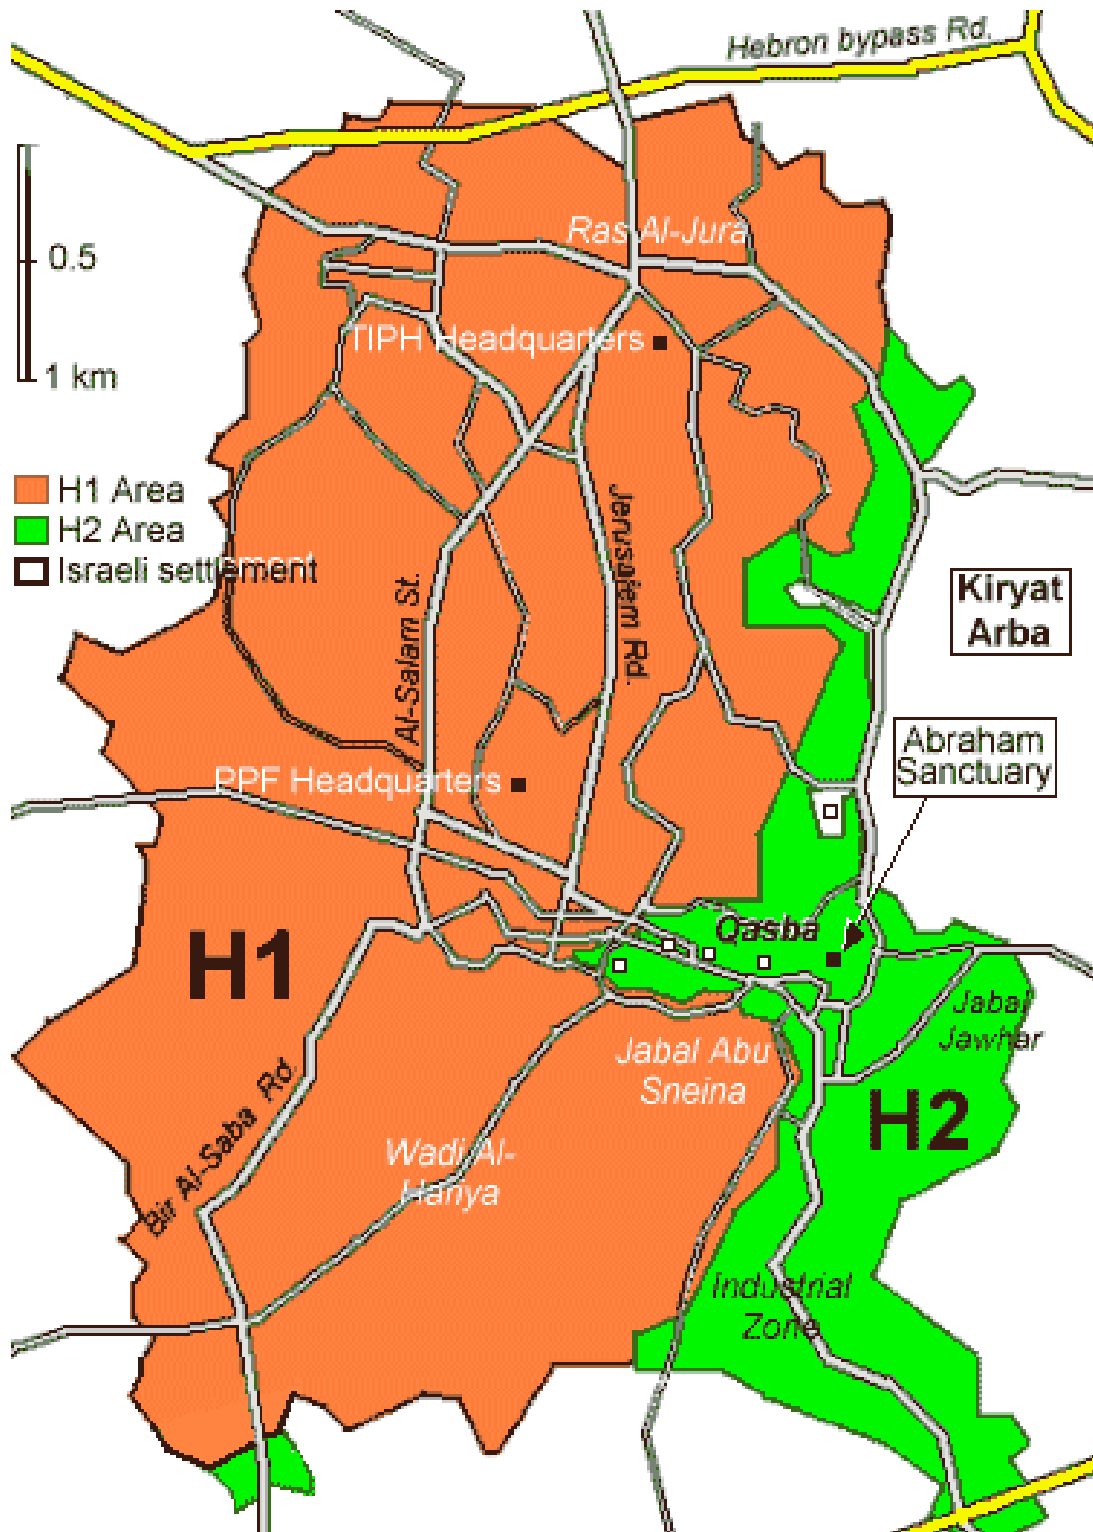 Hebron bypass Rd.
Ras Al-Jura
0.5
TIPH Headquarters
1 km
H1 Area
H2 Area
Israeli settlement
Jerusalem Rd.
Al-Salam St.
Kiryat
Arba
Abraham
Sanctuary
PPF Headquarters
Qasba
H1
Jabal
Jawhar
Jabal Abu
Sneina
H2
Bir Al-Saba Rd.
Wadi Al-
Hariya
Industrial
Zone